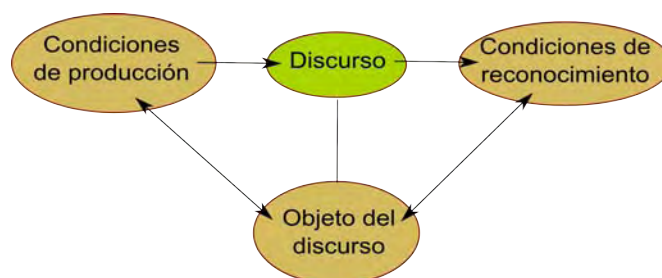 Condiciones
de producción
Discurso
Condiciones de
reconocimiento
Objeto del
discurso